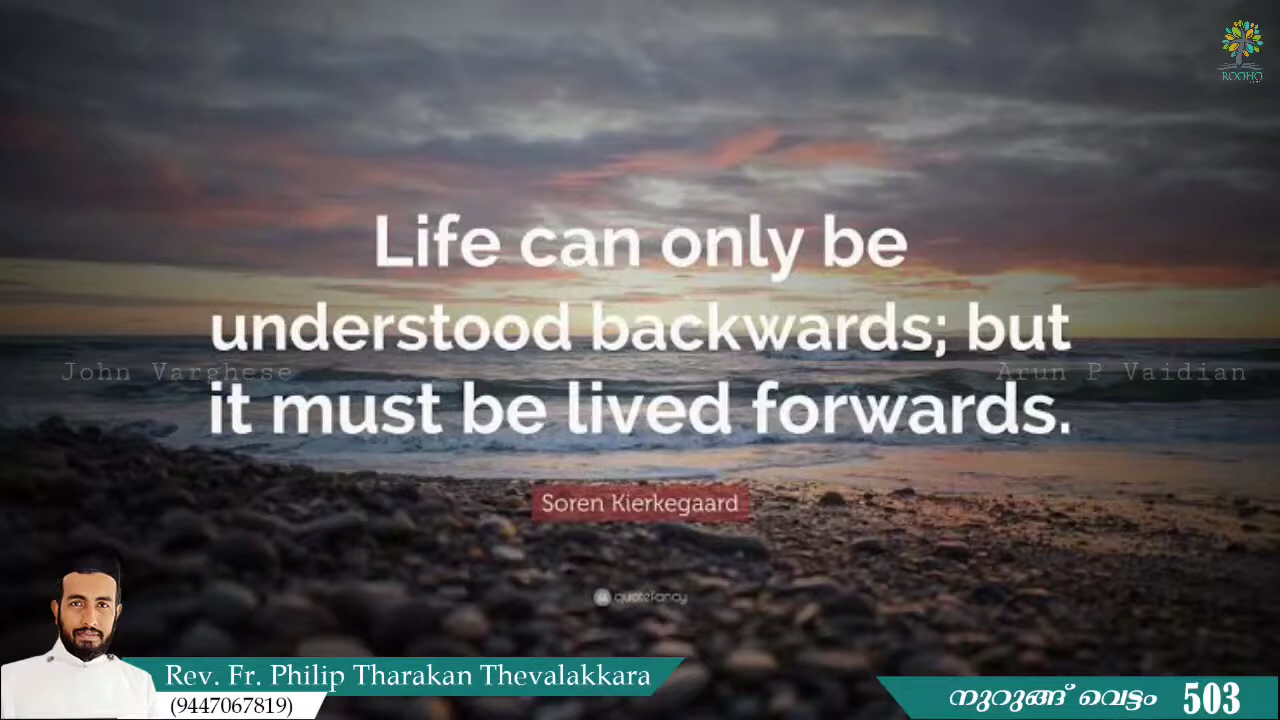 ROOHO
Life can only be
understood backwards; but
it must be lived forwards.
John Varghese
Arun P Vaidian
Soren Kierkegaard
quotefancy
Rev. Fr. Philip Tharakan Thevalakkara
(9447067819)
നുറുങ്ങ് വെട്ടം 503